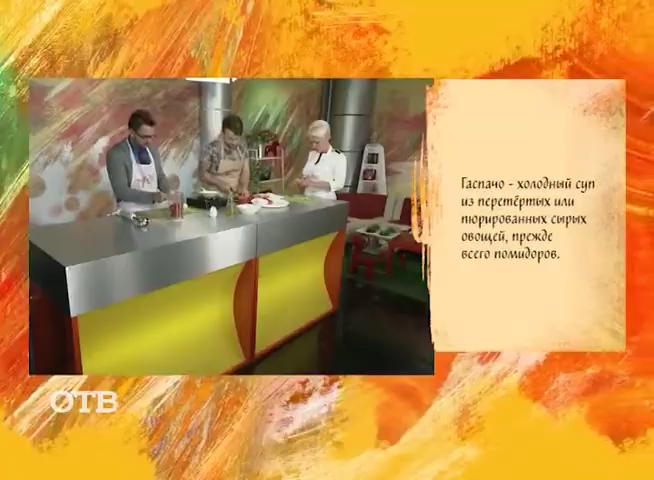 Гаспачо - холодный суп
из перетёртых или
пюрированных сырых
овощей, прежде
всего помидоров.
ОТВ